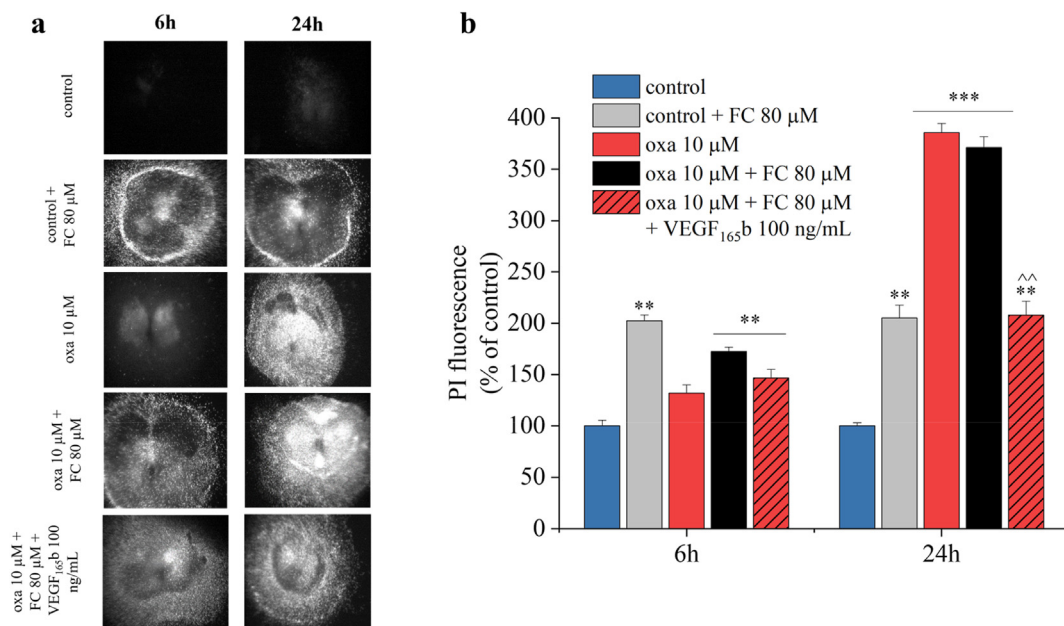 a
6h
24h
control
control +
FC 80 μM
oxa 10 μM
oxa 10 μM +
FC 80 μM
oxa 10 μM +
FC 80 μM +
VEGF₁₆₅b 100
ng/mL
b
control
control + FC 80 μM
oxa 10 μM
oxa 10 μM + FC 80 μM
oxa 10 μM + FC 80 μM
+ VEGF₁₆₅b 100 ng/mL
PI fluorescence
(% of control)
400
350
300
250
200
150
100
50
0
**
**
***
**
^^
**
6h
24h